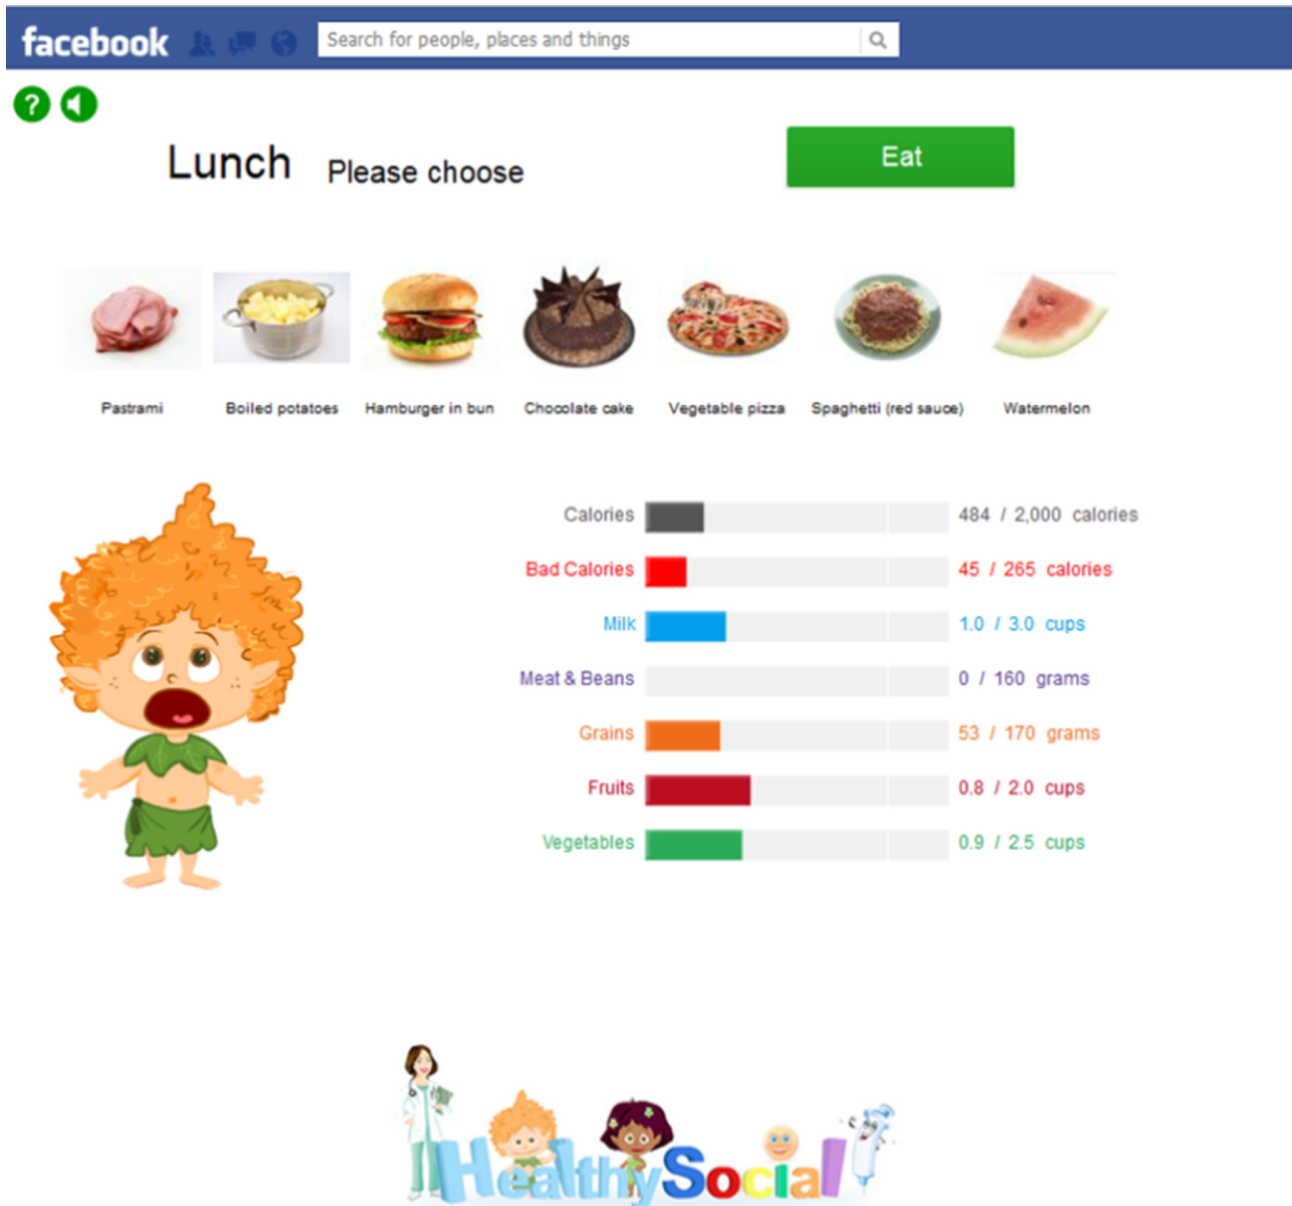 facebook Search for people, places and things
?
Lunch Please choose Eat
Pastrami Boiled potatoes Hamburger in bun Chocolate cake Vegetable pizza Spaghetti (red sauce) Watermelon
Calories 484 / 2,000 calories
Bad Calories 45 / 265 calories
Milk 1.0 / 3.0 cups
Meat & Beans 0 / 160 grams
Grains 53 / 170 grams
Fruits 0.8 / 2.0 cups
Vegetables 0.9 / 2.5 cups
HealthySocial